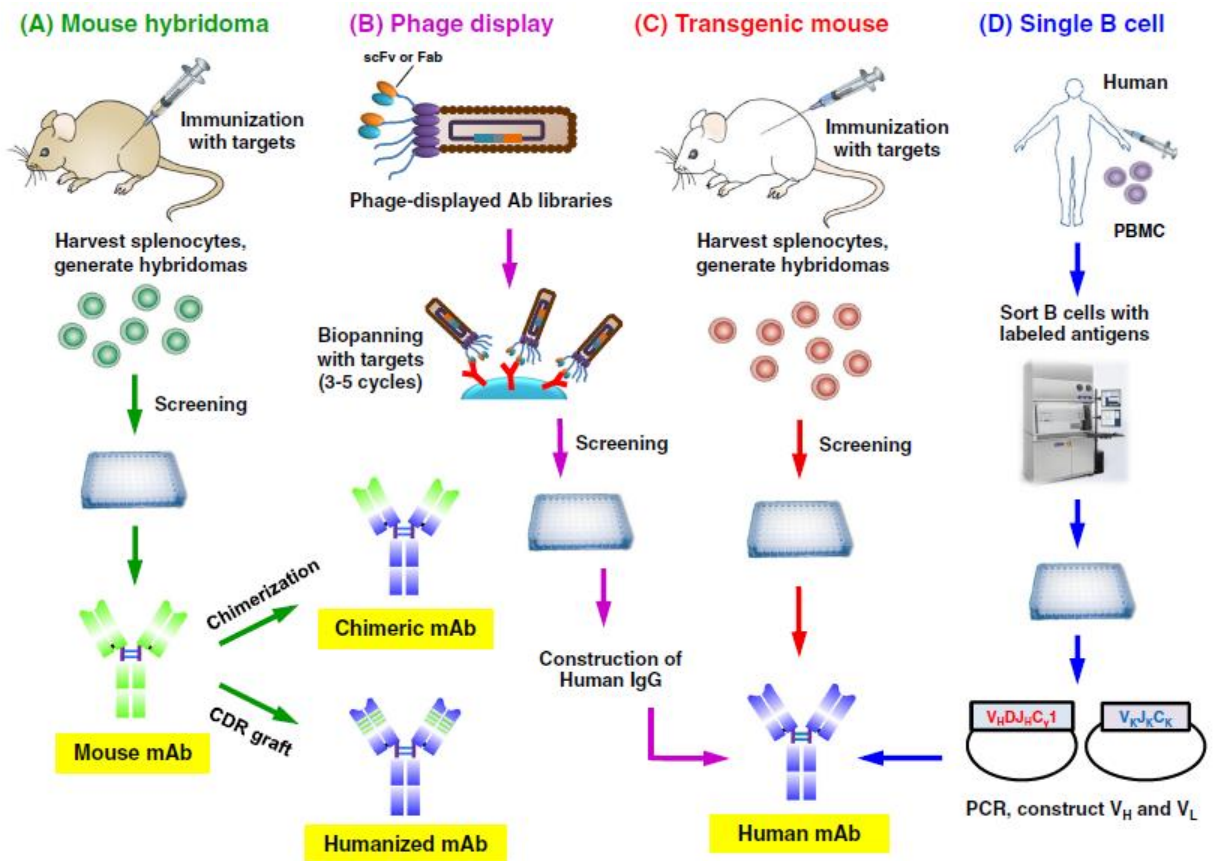 (A) Mouse hybridoma
Immunization
with targets
Harvest splenocytes,
generate hybridomas
Screening
Mouse mAb
Chimerization
Chimeric mAb
CDR graft
Humanized mAb
(B) Phage display
scFv or Fab
Phage-displayed Ab libraries
Biopanning
with targets
(3-5 cycles)
Screening
Construction of
Human IgG
(C) Transgenic mouse
Immunization
with targets
Harvest splenocytes,
generate hybridomas
Screening
Human mAb
(D) Single B cell
Human
PBMC
Sort B cells with
labeled antigens
VHDJHCγ1
VKJKCK
PCR, construct VH and VL